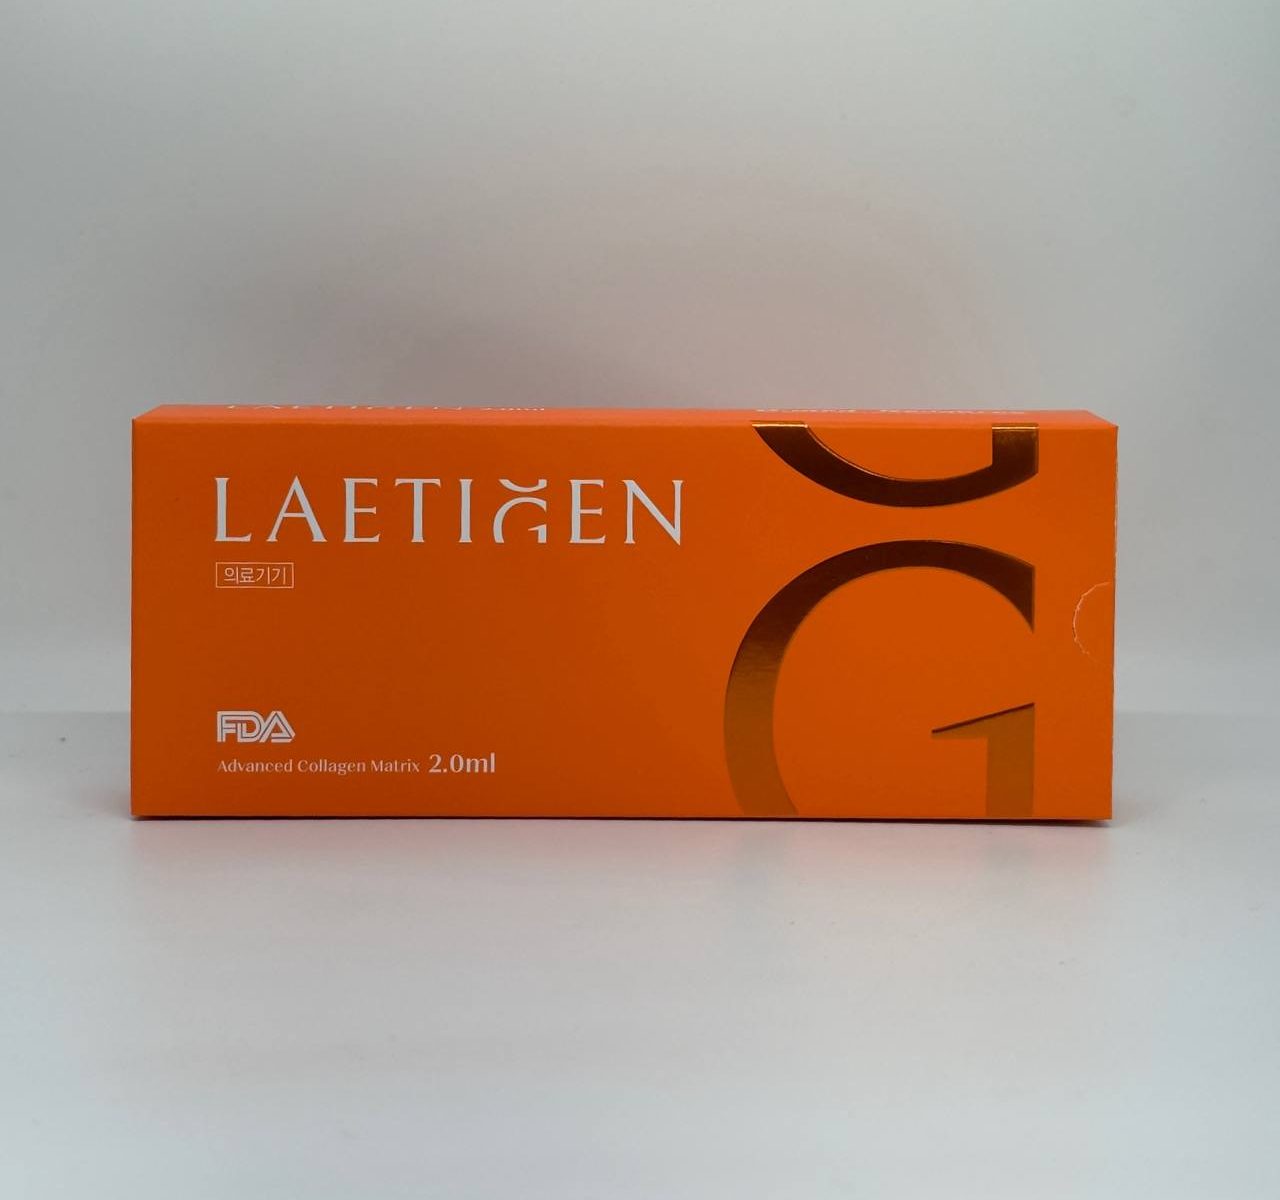 LAETIGEN
의료기기
FDA
Advanced Collagen Matrix 2.0ml